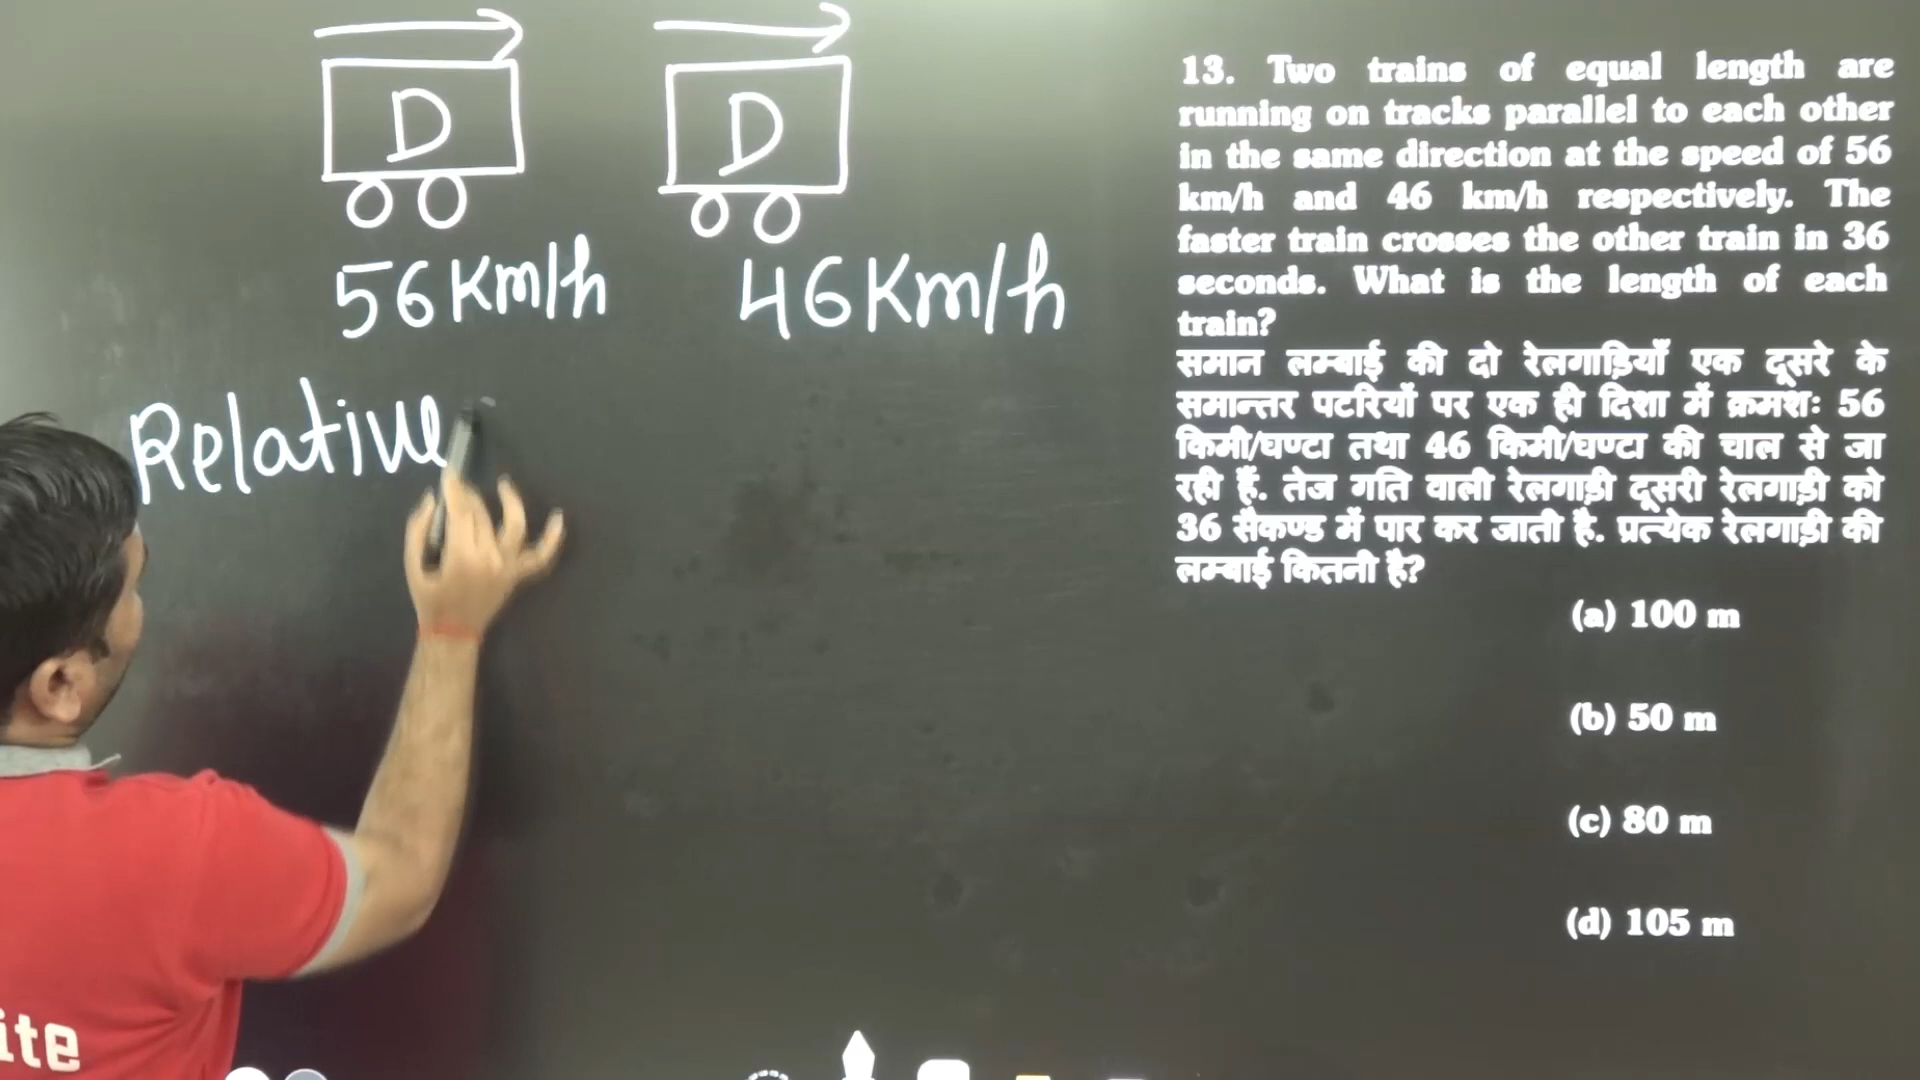 D D
56Km/h 46Km/h
Relative
13. Two trains of equal length are
running on tracks parallel to each other
in the same direction at the speed of 56
km/h and 46 km/h respectively. The
faster train crosses the other train in 36
seconds. What is the length of each
train?
समान लम्बाई की दो रेलगाड़ियाँ एक दूसरे के
समान्तर पटरियों पर एक ही दिशा में क्रमशः 56
किमी/घण्टा तथा 46 किमी/घण्टा की चाल से जा
रही हैं. तेज गति वाली रेलगाड़ी दूसरी रेलगाड़ी को
36 सैकण्ड में पार कर जाती है. प्रत्येक रेलगाड़ी की
लम्बाई कितनी है?
(a) 100 m
(b) 50 m
(c) 80 m
(d) 105 m
ite